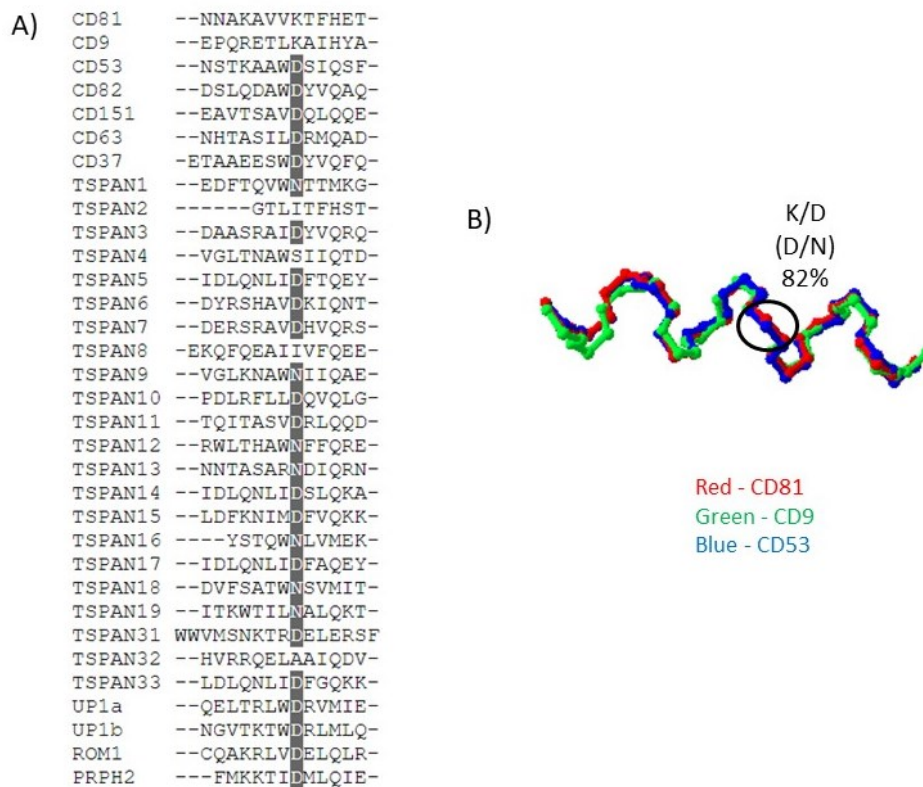 A)
CD81 --NNAKAVVKTFHET-
CD9 --EPQRETLKAIHYA-
CD53 --NSTKAAWDSIQSF-
CD82 --DSLQDAWDYVQAQ-
CD151 --EAVTSAVDQLQQE-
CD63 --NHTASILDRMQAD-
CD37 -ETAAEESWDYVQFQ-
TSPAN1 --EDFTQVWNTTMKG-
TSPAN2 ------GTLITFHST-
TSPAN3 --DAASRAIDYVQRQ-
TSPAN4 --VGLTNAWSIIQTD-
TSPAN5 --IDLQNLIDFTQEY-
TSPAN6 --DYRSHAVDKIQNT-
TSPAN7 --DERSRAVDHVQRS-
TSPAN8 -EKQFQEAIIVFQEE-
TSPAN9 --VGLKNAWNIIQAE-
TSPAN10 --PDLRFLLDQVQLG-
TSPAN11 --TQITASVDRLQQD-
TSPAN12 --RWLTHAWNFFQRE-
TSPAN13 --NNTASARNDIQRN-
TSPAN14 --IDLQNLIDSLQKA-
TSPAN15 --LDFKNIMDFVQKK-
TSPAN16 ----YSTQWNLVMEK-
TSPAN17 --IDLQNLIDFAQEY-
TSPAN18 --DVFSATWNSVMIT-
TSPAN19 --ITKWTILNALQKT-
TSPAN31 WWVMSNKTRDELERSF
TSPAN32 --HVRRQELAAIQDV-
TSPAN33 --LDLQNLIDFGQKK-
UP1a --QELTRLWDRVMIE-
UP1b --NGVTKTWDRLMLQ-
ROM1 --CQAKRLVDELQLR-
PRPH2 ---FMKKTIDMLQIE-
B)
K/D
(D/N)
82%
Red - CD81
Green - CD9
Blue - CD53